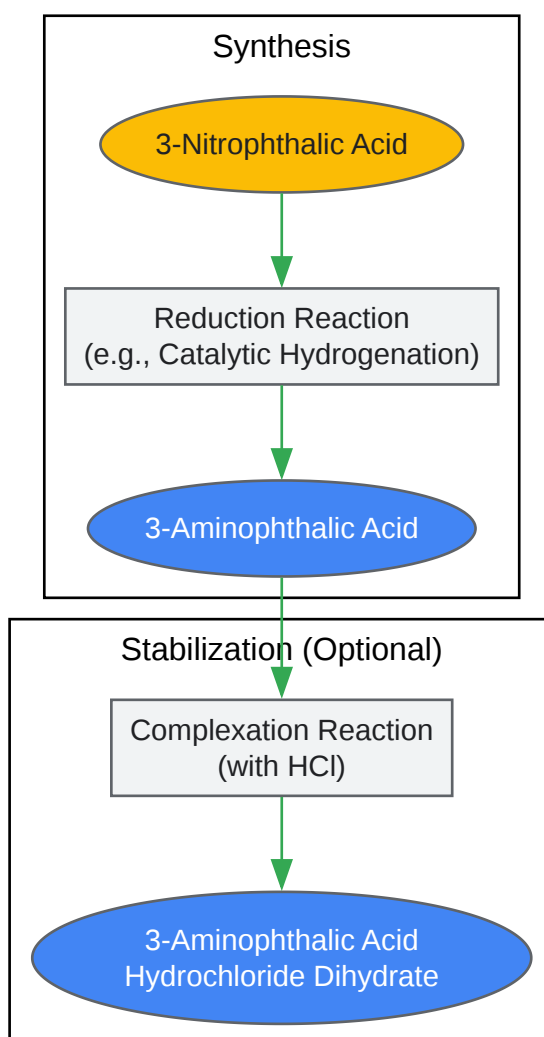 Synthesis
3-Nitrophthalic Acid
Reduction Reaction
(e.g., Catalytic Hydrogenation)
3-Aminophthalic Acid
Stabilization (Optional)
Complexation Reaction
(with HCl)
3-Aminophthalic Acid
Hydrochloride Dihydrate